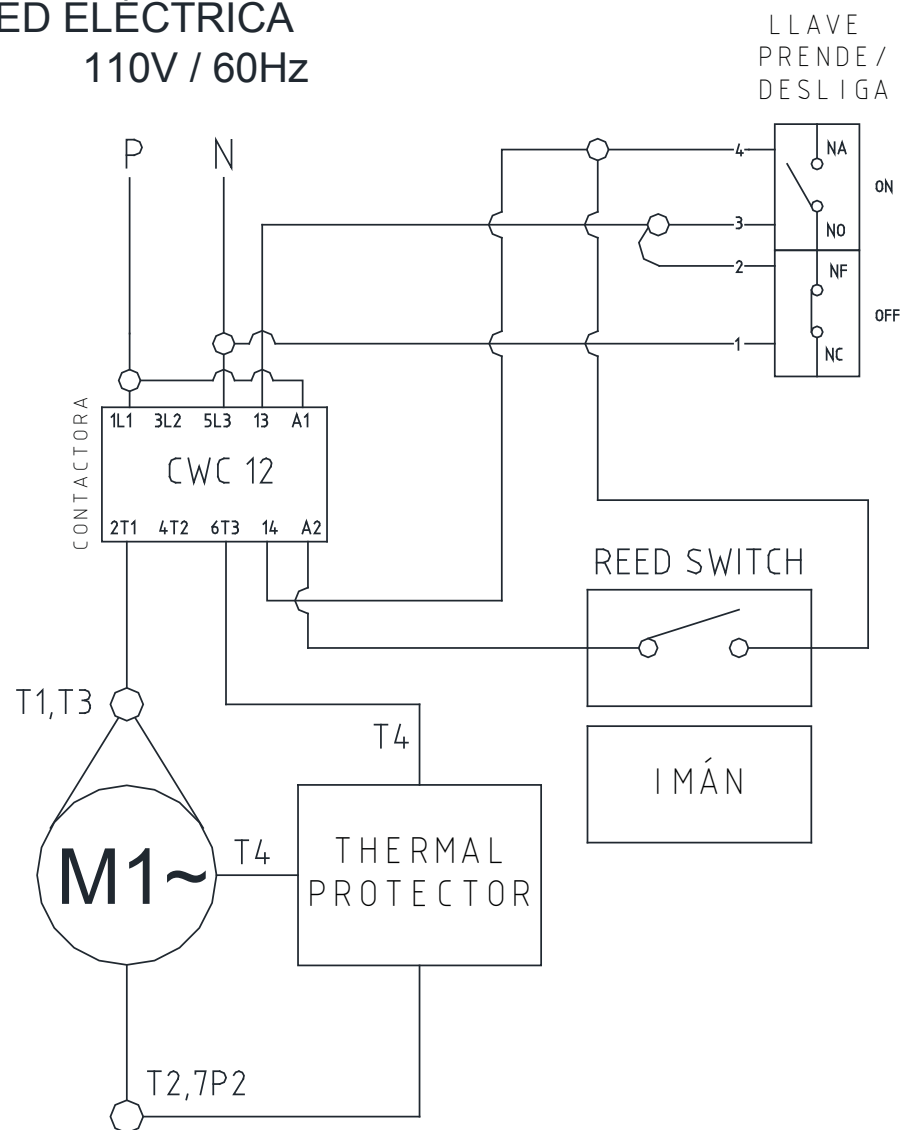 ED ELÉCTRICA
110V / 60Hz
LLAVE
PRENDE/
DESLIGA
P
N
4
NA
ON
3
NO
2
NF
OFF
1
NC
CONTACTORA
1L1 3L2 5L3 13 A1
CWC 12
2T1 4T2 6T3 14 A2
REED SWITCH
T1,T3
T4
IMÁN
M1~
T4
THERMAL
PROTECTOR
T2,7P2